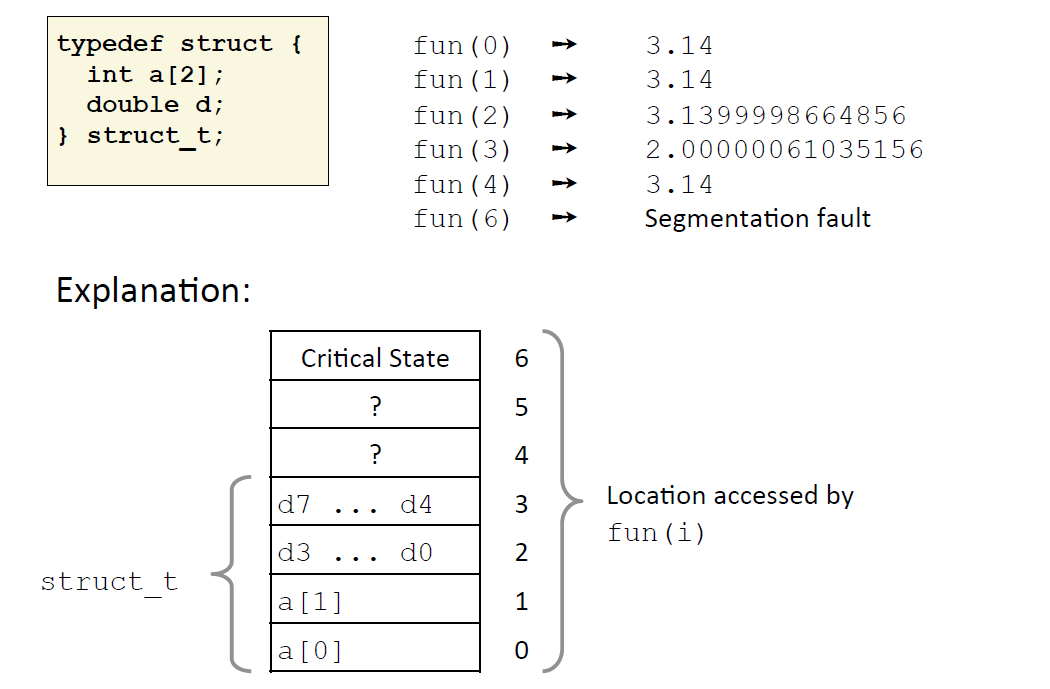 typedef struct {
int a[2];
double d;
} struct_t;
fun(0) → 3.14
fun(1) → 3.14
fun(2) → 3.1399998664856
fun(3) → 2.00000061035156
fun(4) → 3.14
fun(6) → Segmentation fault
Explanation:
Critical State 6
? 5
? 4
d7 ... d4 3
d3 ... d0 2
a[1] 1
a[0] 0
struct_t
Location accessed by
fun(i)